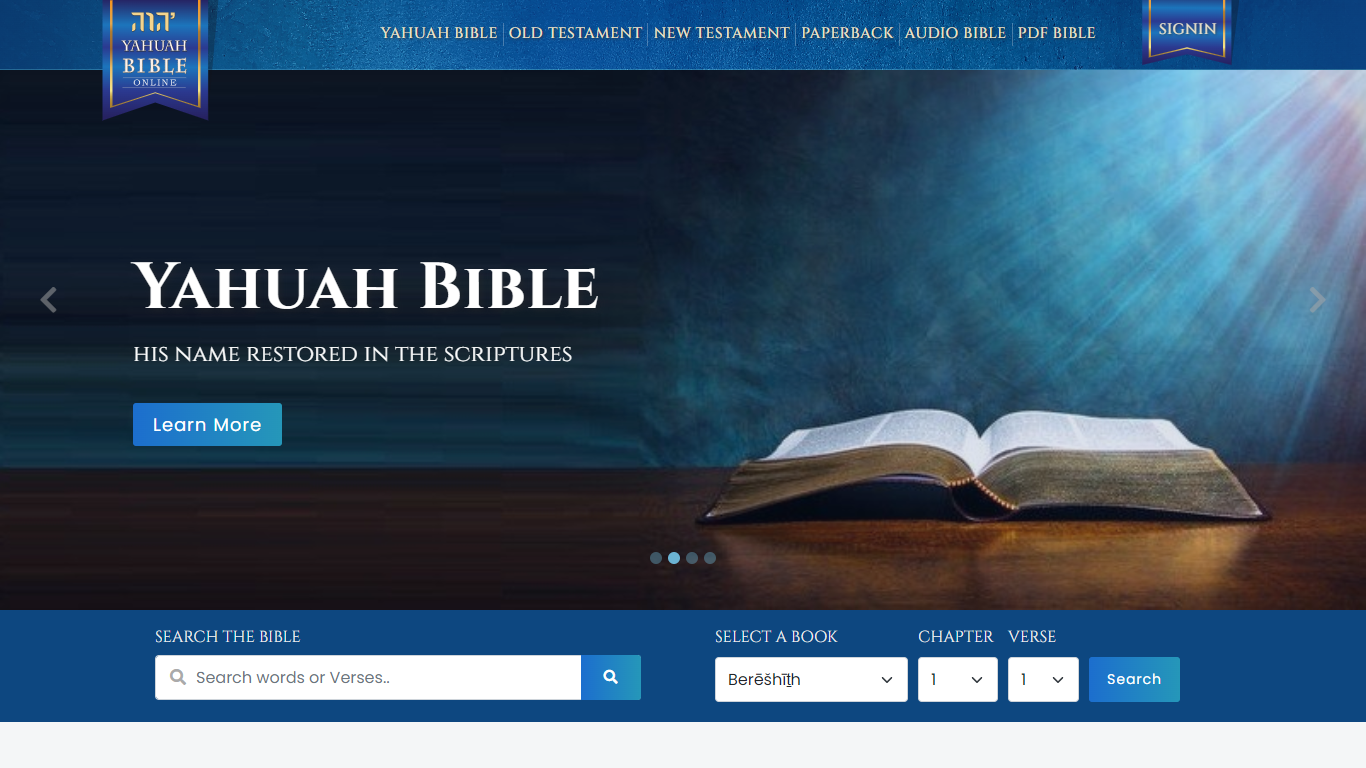 יהוה
YAHUAH
BIBLE
ONLINE
YAHUAH BIBLE OLD TESTAMENT NEW TESTAMENT PAPERBACK AUDIO BIBLE PDF BIBLE
SIGNIN
Yahuah Bible
HIS NAME RESTORED IN THE SCRIPTURES
Learn More
SEARCH THE BIBLE
Search words or Verses..
SELECT A BOOK CHAPTER VERSE
Berēšhīṯh 1 1 Search